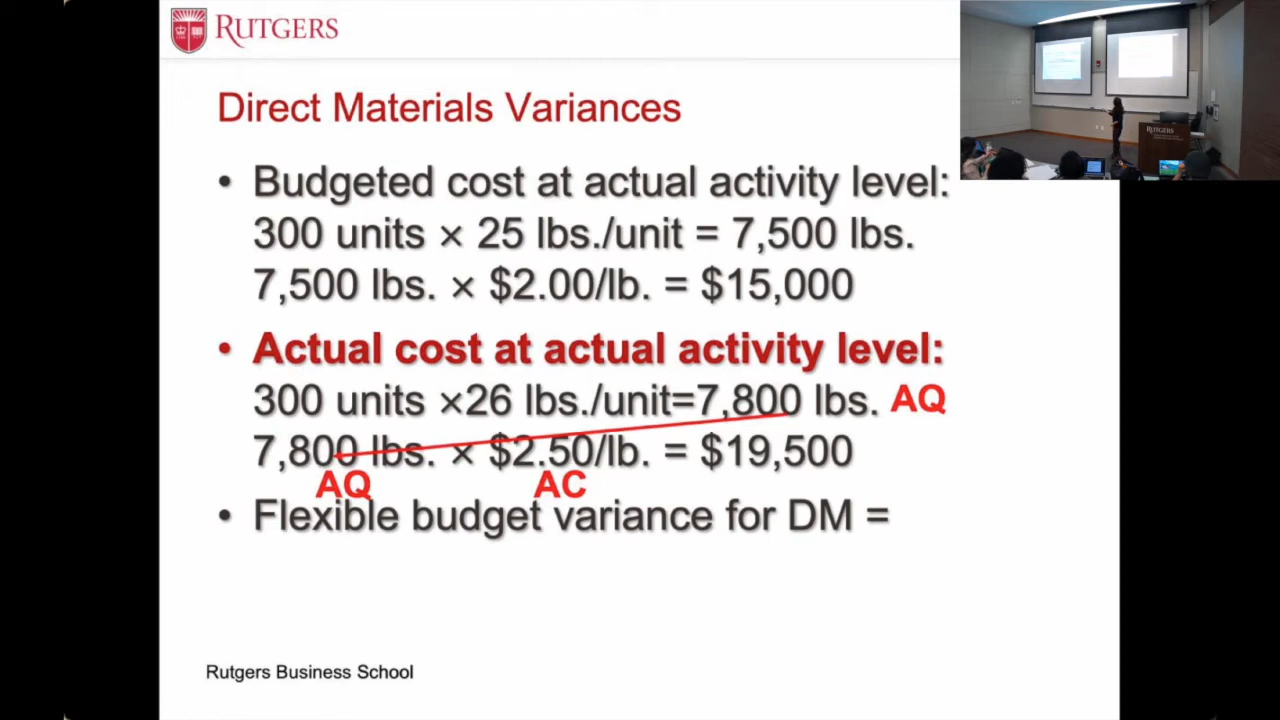 RUTGERS
Direct Materials Variances
• Budgeted cost at actual activity level:
300 units × 25 lbs./unit = 7,500 lbs.
7,500 lbs. × $2.00/lb. = $15,000
• Actual cost at actual activity level:
300 units ×26 lbs./unit=7,800 lbs. AQ
7,800 lbs. × $2.50/lb. = $19,500
AQ AC
• Flexible budget variance for DM =
Rutgers Business School
RUTGERS